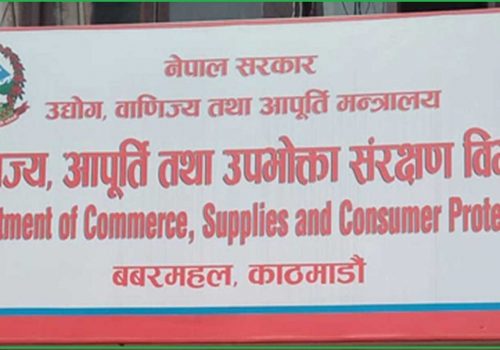 नेपाल सरकार
उद्योग, वाणिज्य तथा आपूर्ति मन्त्रालय
ज्य, आपूर्ति तथा उपभोक्ता संरक्षण वि
tment of Commerce, Supplies and Consumer Prote
बबरमहल, काठमाडौं